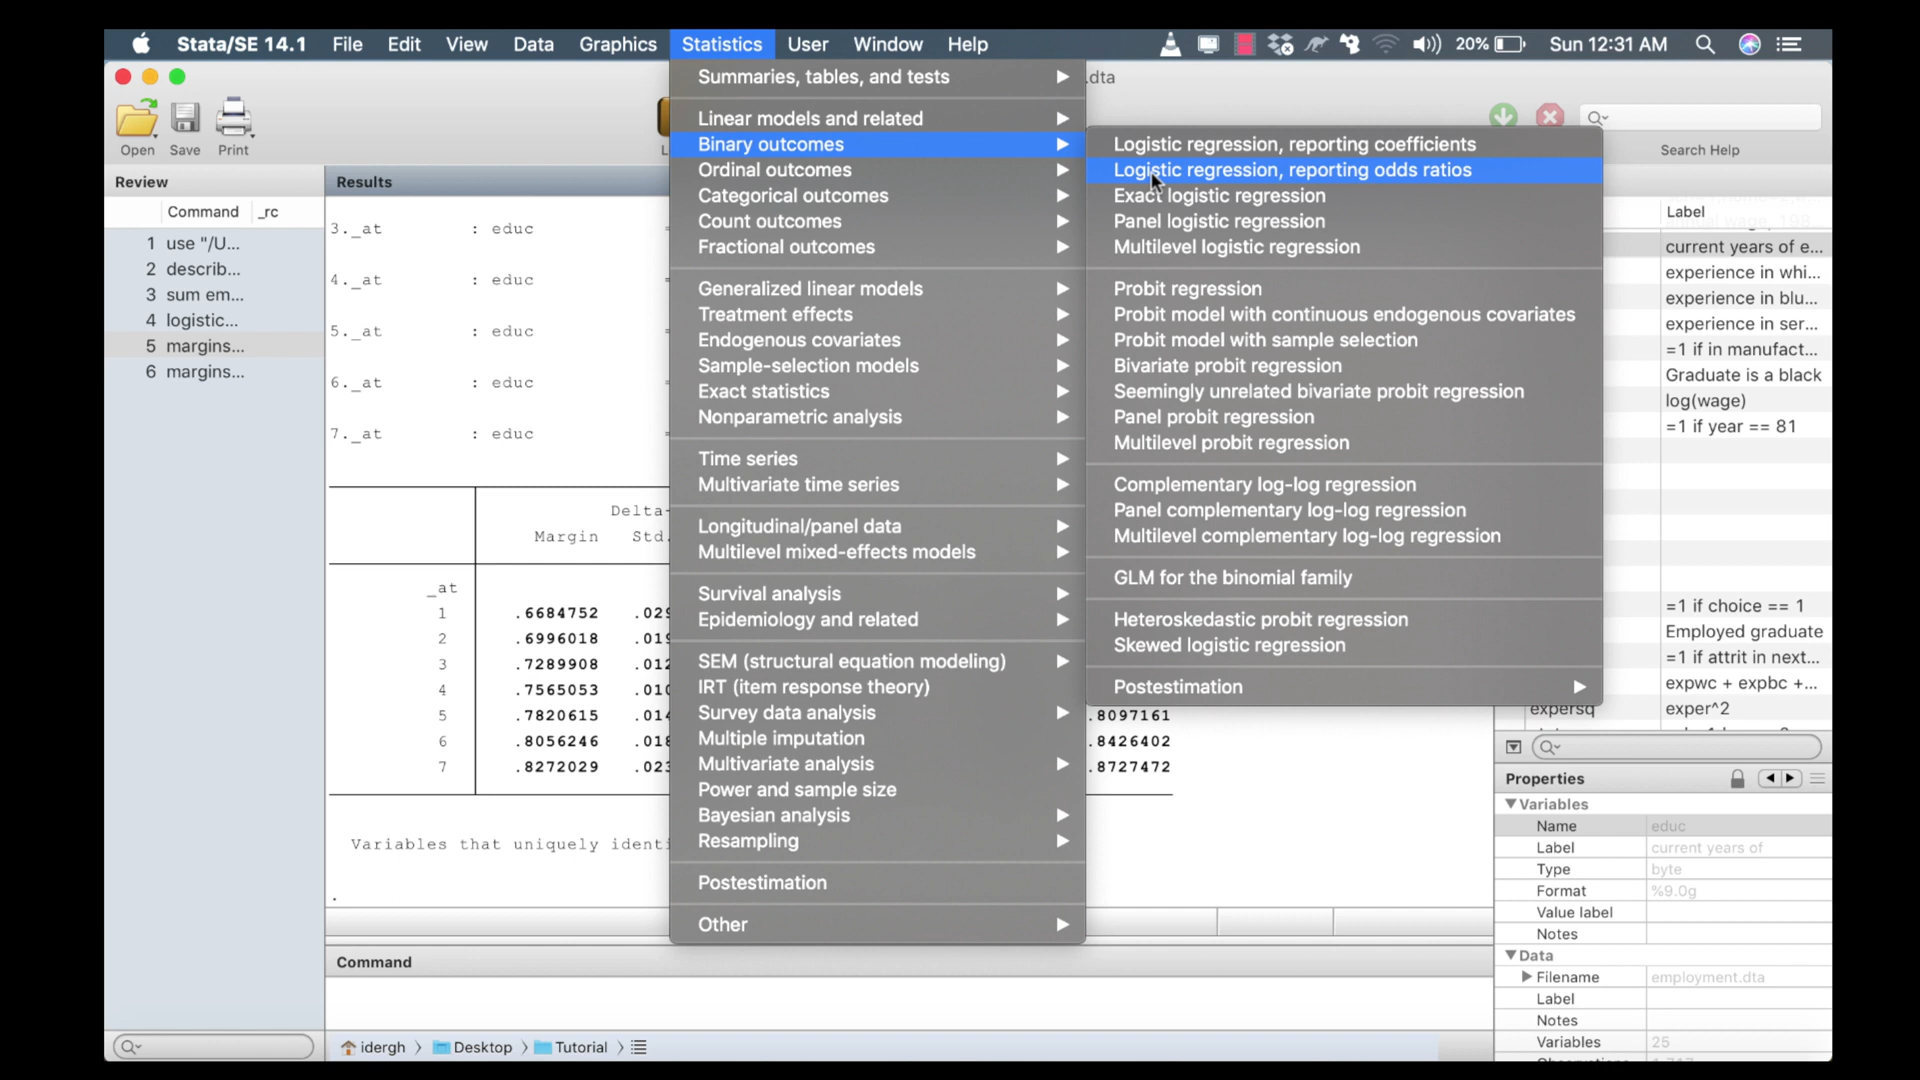 Stata/SE 14.1 File Edit View Data Graphics Statistics User Window Help 20% Sun 12:31 AM
.dta
Open Save Print
Search Help
Review
Command _rc
1 use "/U...
2 describ...
3 sum em...
4 logistic...
5 margins...
6 margins...
Results
3._at : educ =
4._at : educ =
5._at : educ =
6._at : educ =
7._at : educ =
Delta-
Margin Std.
_at
1 .6684752 .029
2 .6996018 .019
3 .7289908 .012
4 .7565053 .010
5 .7820615 .014 .8097161
6 .8056246 .018 .8426402
7 .8272029 .023 .8727472
Variables that uniquely identi
.
Summaries, tables, and tests
Linear models and related
Binary outcomes
Ordinal outcomes
Categorical outcomes
Count outcomes
Fractional outcomes
Generalized linear models
Treatment effects
Endogenous covariates
Sample-selection models
Exact statistics
Nonparametric analysis
Time series
Multivariate time series
Longitudinal/panel data
Multilevel mixed-effects models
Survival analysis
Epidemiology and related
SEM (structural equation modeling)
IRT (item response theory)
Survey data analysis
Multiple imputation
Multivariate analysis
Power and sample size
Bayesian analysis
Resampling
Postestimation
Other
Logistic regression, reporting coefficients
Logistic regression, reporting odds ratios
Exact logistic regression
Panel logistic regression
Multilevel logistic regression
Probit regression
Probit model with continuous endogenous covariates
Probit model with sample selection
Bivariate probit regression
Seemingly unrelated bivariate probit regression
Panel probit regression
Multilevel probit regression
Complementary log-log regression
Panel complementary log-log regression
Multilevel complementary log-log regression
GLM for the binomial family
Heteroskedastic probit regression
Skewed logistic regression
Postestimation
Label
current years of e...
experience in whi...
experience in blu...
experience in ser...
=1 if in manufact...
Graduate is a black
log(wage)
=1 if year == 81
=1 if choice == 1
Employed graduate
=1 if attrit in next...
expwc + expbc +...
expersq exper^2
Properties
Variables
Name educ
Label current years of
Type byte
Format %9.0g
Value label
Notes
Data
Filename employment.dta
Label
Notes
Variables 25
Command
idergh Desktop Tutorial